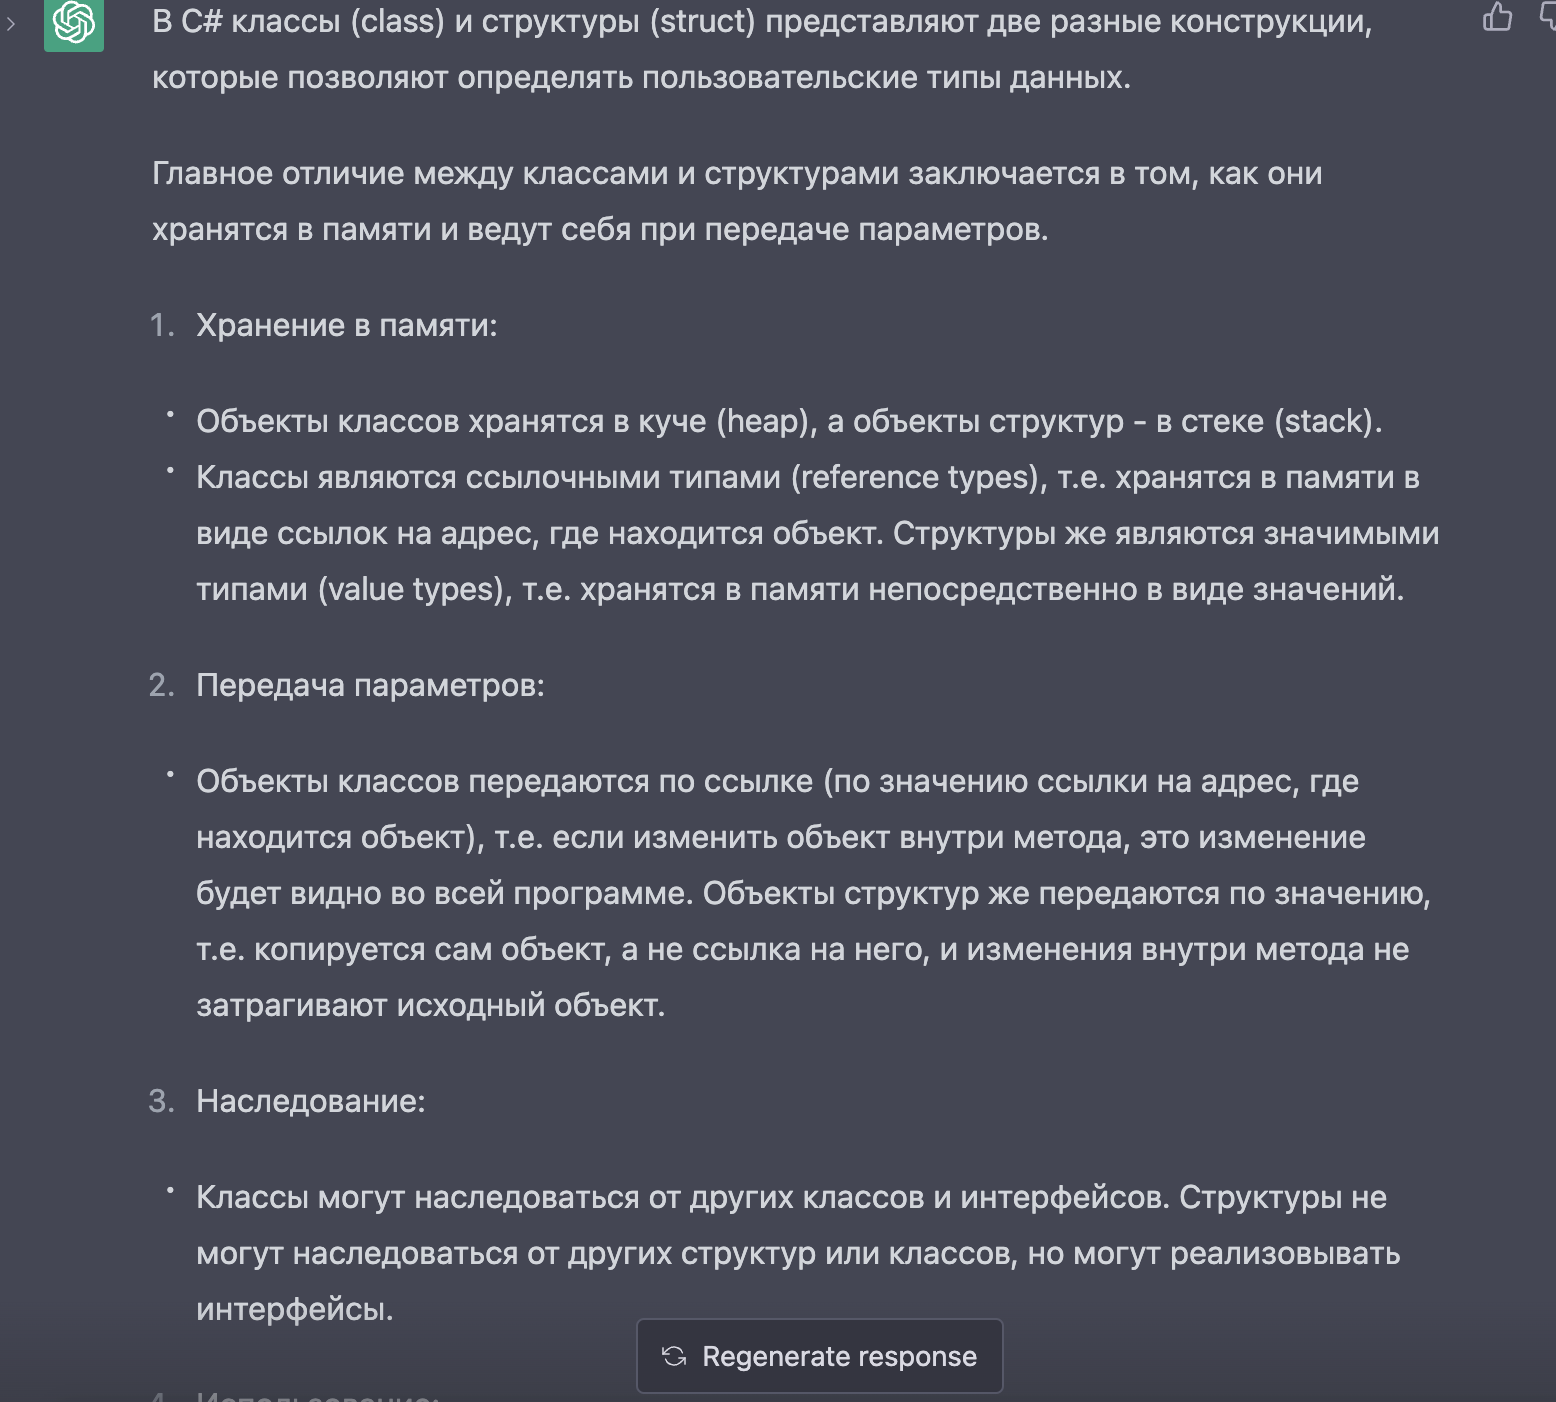 В C# классы (class) и структуры (struct) представляют две разные конструкции,
которые позволяют определять пользовательские типы данных.
Главное отличие между классами и структурами заключается в том, как они
хранятся в памяти и ведут себя при передаче параметров.
1. Хранение в памяти:
• Объекты классов хранятся в куче (heap), а объекты структур - в стеке (stack).
• Классы являются ссылочными типами (reference types), т.е. хранятся в памяти в
виде ссылок на адрес, где находится объект. Структуры же являются значимыми
типами (value types), т.е. хранятся в памяти непосредственно в виде значений.
2. Передача параметров:
• Объекты классов передаются по ссылке (по значению ссылки на адрес, где
находится объект), т.е. если изменить объект внутри метода, это изменение
будет видно во всей программе. Объекты структур же передаются по значению,
т.е. копируется сам объект, а не ссылка на него, и изменения внутри метода не
затрагивают исходный объект.
3. Наследование:
• Классы могут наследоваться от других классов и интерфейсов. Структуры не
могут наследоваться от других структур или классов, но могут реализовывать
интерфейсы.
Regenerate response
4. Использование: